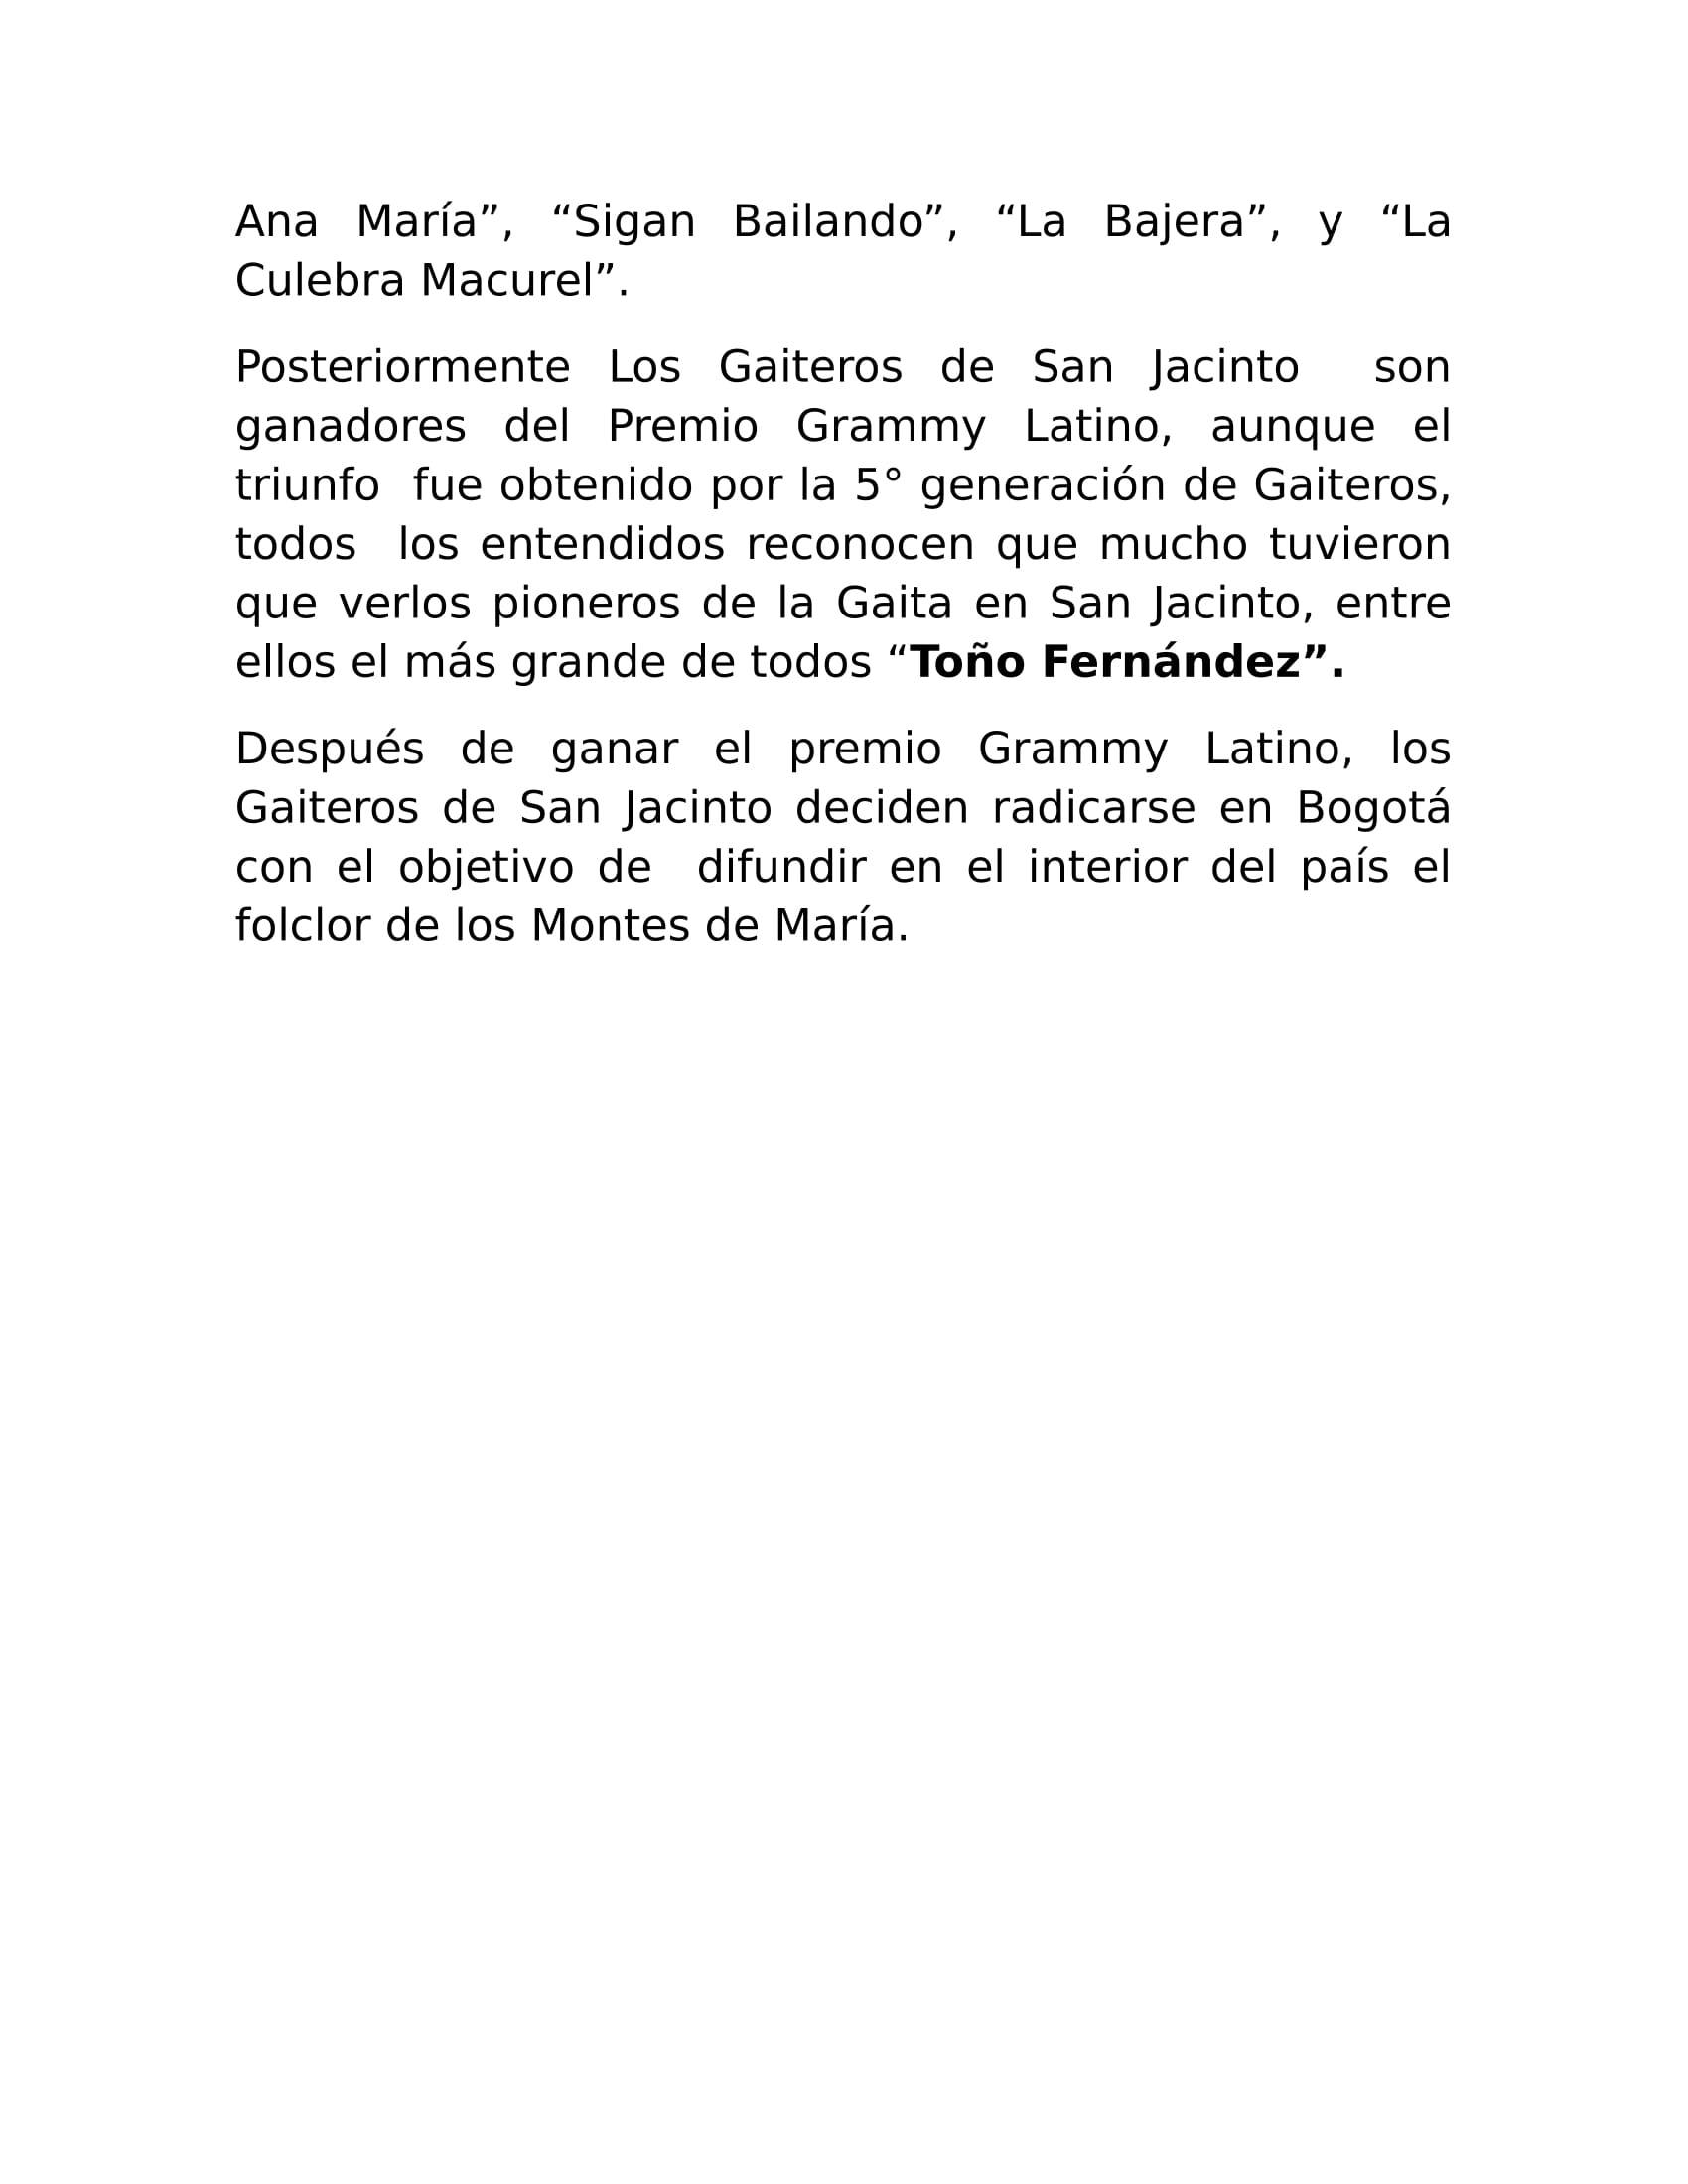 Ana María”, “Sigan Bailando”, “La Bajera”, y “La
Culebra Macurel”.
Posteriormente Los Gaiteros de San Jacinto  son
ganadores del Premio Grammy Latino, aunque el
triunfo  fue obtenido por la 5° generación de Gaiteros,
todos  los entendidos reconocen que mucho tuvieron
que verlos pioneros de la Gaita en San Jacinto, entre
ellos el más grande de todos “Toño Fernández”.
Después de ganar el premio Grammy Latino, los
Gaiteros de San Jacinto deciden radicarse en Bogotá
con el objetivo de  difundir en el interior del país el
folclor de los Montes de María.